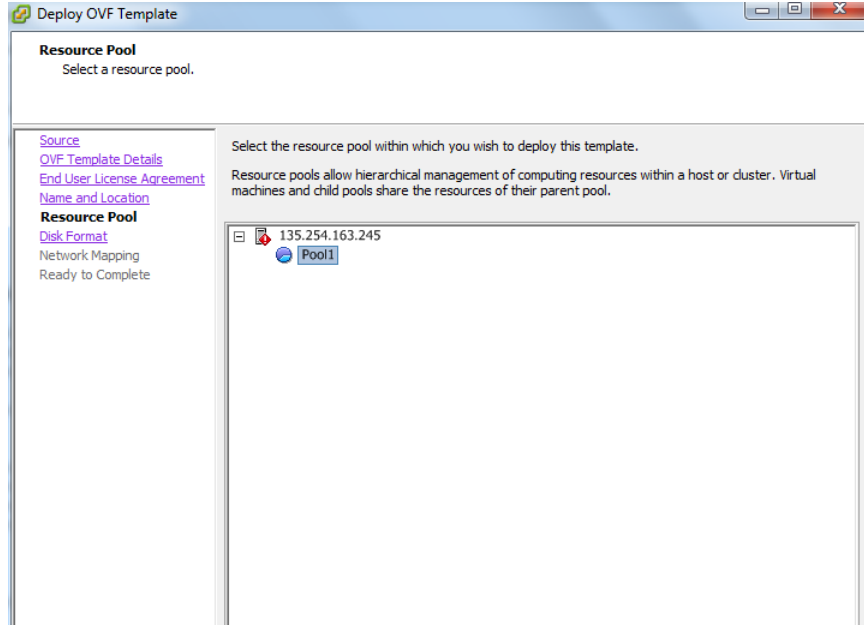 Deploy OVF Template
Resource Pool
Select a resource pool.
Source
OVF Template Details
End User License Agreement
Name and Location
Resource Pool
Disk Format
Network Mapping
Ready to Complete
Select the resource pool within which you wish to deploy this template.
Resource pools allow hierarchical management of computing resources within a host or cluster. Virtual
machines and child pools share the resources of their parent pool.
135.254.163.245
Pool1